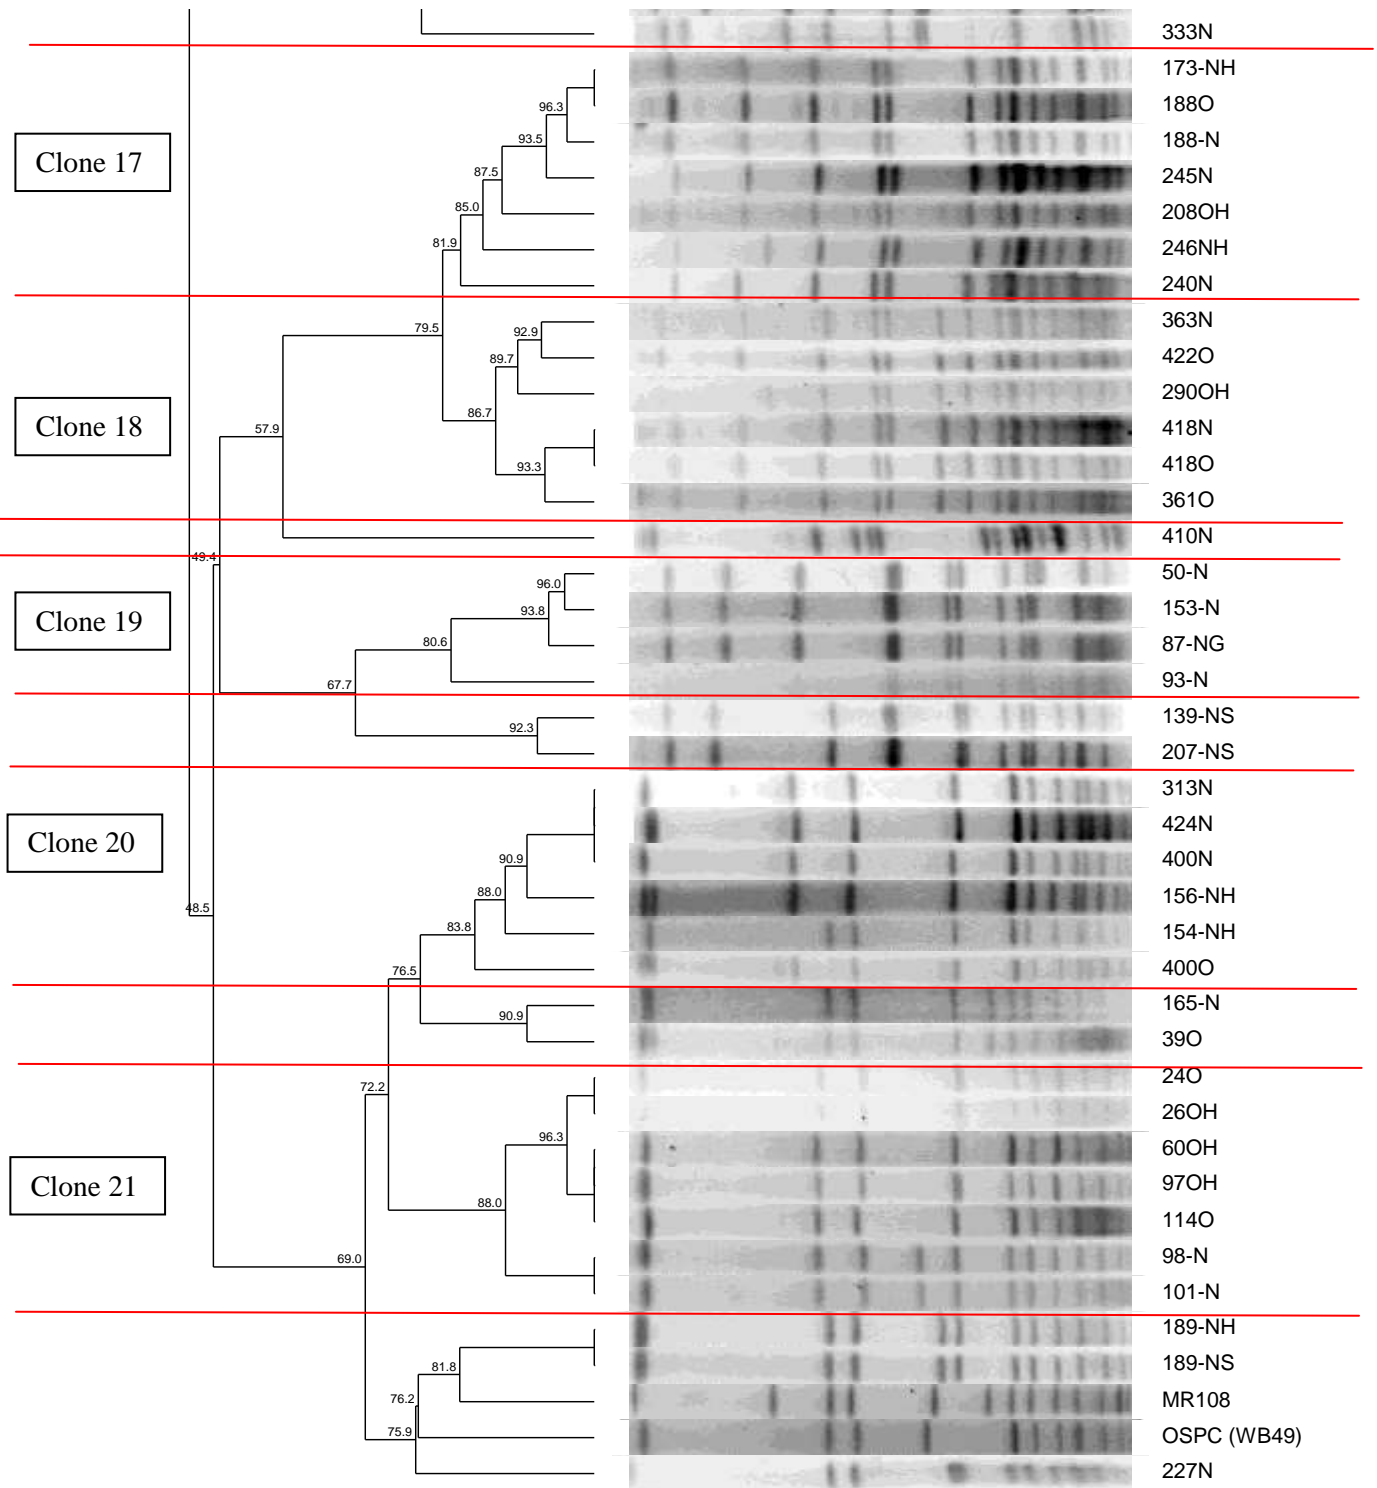 333N
173-NH
188O
96.3
188-N
93.5
Clone 17
245N
87.5
208OH
85.0
246NH
81.9
240N
363N
79.5
92.9
422O
89.7
290OH
86.7
Clone 18
418N
57.9
418O
93.3
361O
410N
49.4
50-N
96.0
153-N
93.8
Clone 19
87-NG
80.6
93-N
67.7
139-NS
92.3
207-NS
313N
424N
Clone 20
400N
90.9
156-NH
88.0
48.5
154-NH
83.8
400O
76.5
165-N
90.9
39O
24O
72.2
26OH
60OH
96.3
97OH
Clone 21
88.0
114O
98-N
69.0
101-N
189-NH
189-NS
81.8
MR108
76.2
OSPC (WB49)
75.9
227N